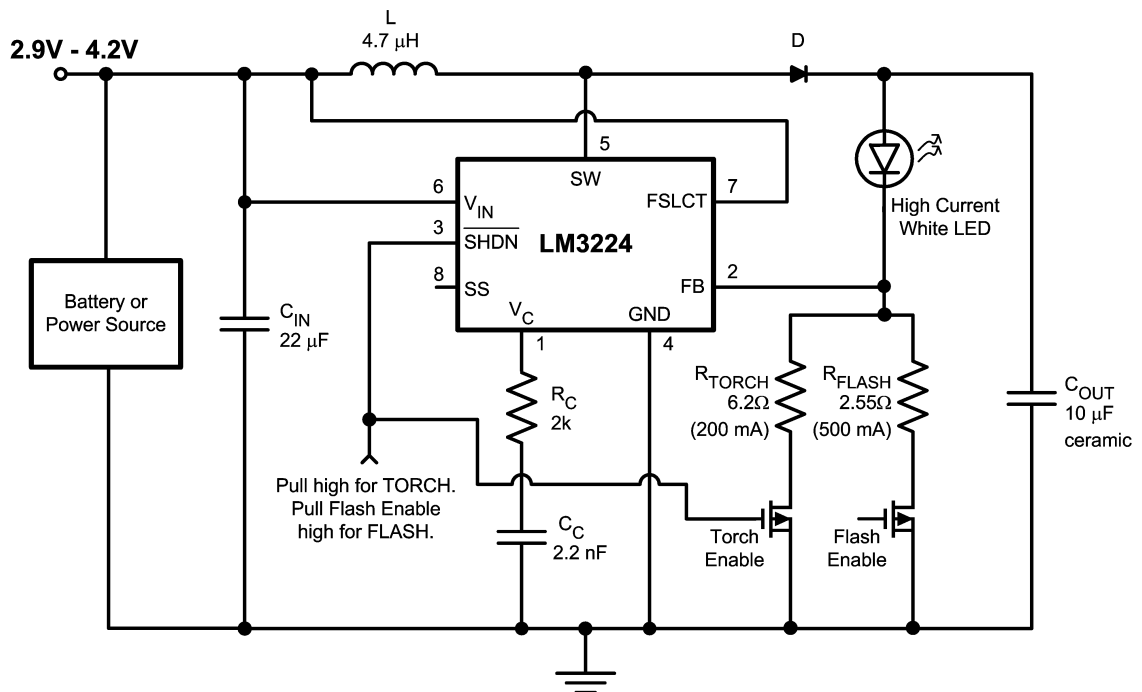 L
4.7 μH
2.9V - 4.2V
D
5
SW
6
V_IN
7
FSLCT
3
SHDN
LM3224
8
SS
2
FB
V_C
GND
1
4
High Current
White LED
Battery or
Power Source
C_IN
22 μF
R_C
2k
R_TORCH
6.2Ω
(200 mA)
R_FLASH
2.55Ω
(500 mA)
C_OUT
10 μF
ceramic
Pull high for TORCH.
Pull Flash Enable
high for FLASH.
C_C
2.2 nF
Torch
Enable
Flash
Enable